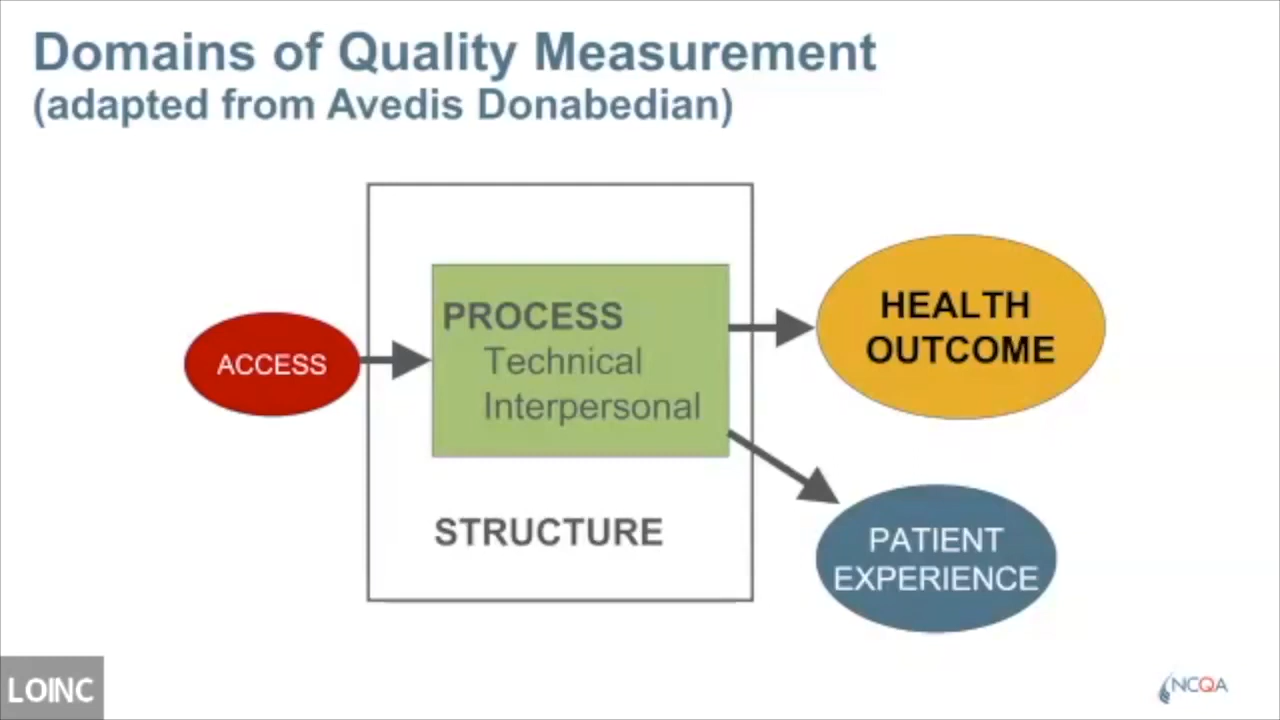 Domains of Quality Measurement
(adapted from Avedis Donabedian)
ACCESS
PROCESS
Technical
Interpersonal
STRUCTURE
HEALTH
OUTCOME
PATIENT
EXPERIENCE
LOINC
NCQA